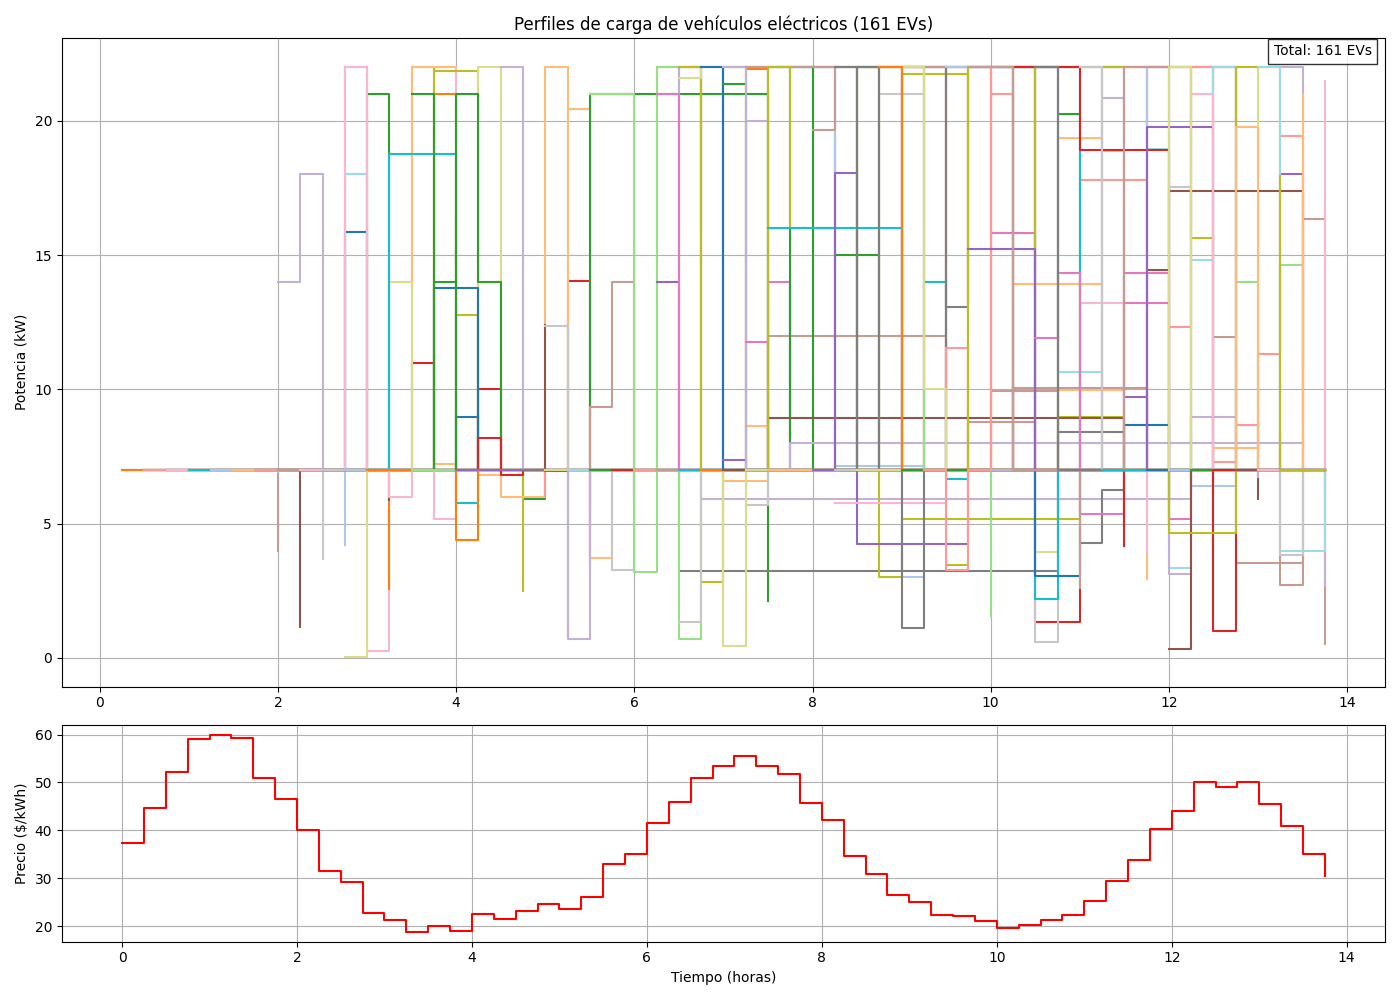 Perfiles de carga de vehículos eléctricos (161 EVs)
Total: 161 EVs
Potencia (kW)
20
15
10
5
0
0 2 4 6 8 10 12 14
Precio ($/kWh)
60
50
40
30
20
0 2 4 6 8 10 12 14
Tiempo (horas)